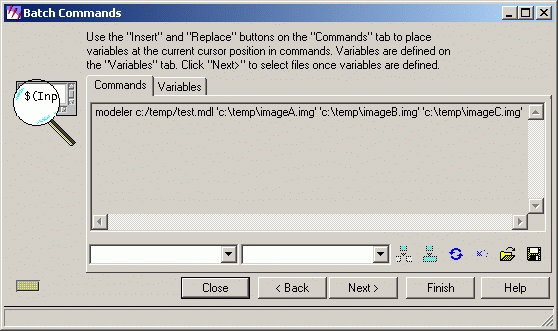 Batch Commands
Use the "Insert" and "Replace" buttons on the "Commands" tab to place
variables at the current cursor position in commands. Variables are defined on
the "Variables" tab. Click "Next>" to select files once variables are defined.
$(Inp
Commands
Variables
modeler c:/temp/test.mdl 'c:\temp\imageA.img' 'c:\temp\imageB.img' 'c:\temp\imageC.img'
Close
< Back
Next >
Finish
Help